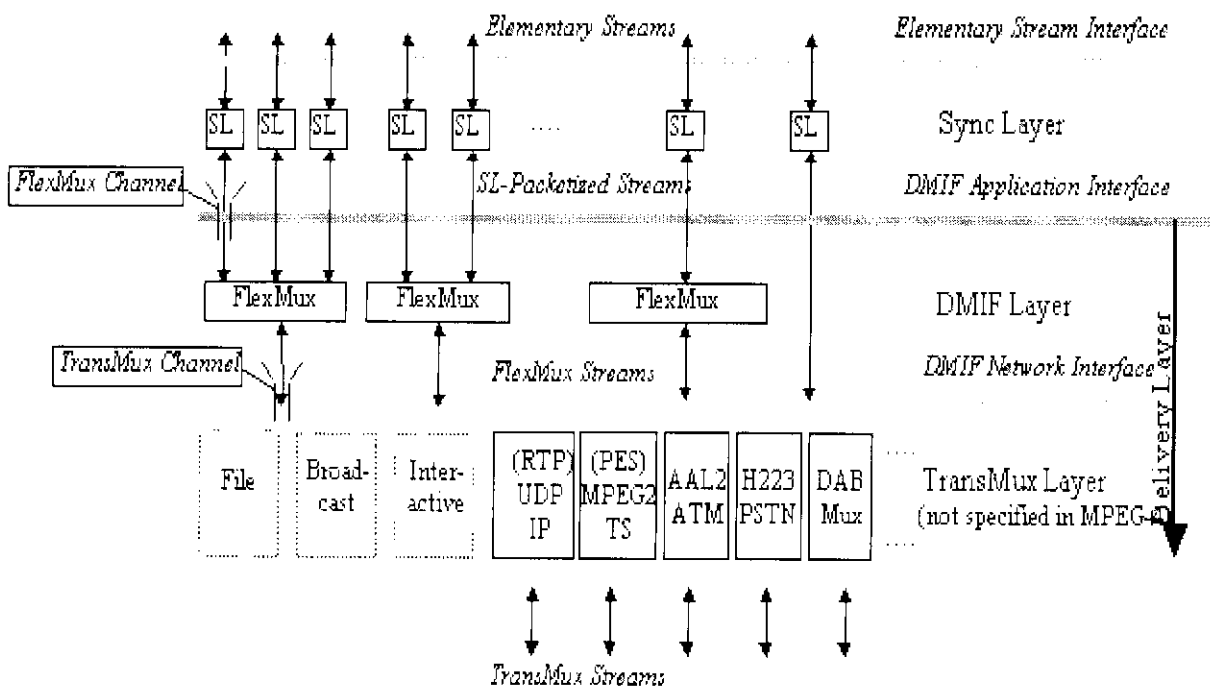 Elementary Streams
Elementary Stream Interface
SL SL SL SL SL .... SL SL
Sync Layer
FlexMux Channel
SL-Packetized Streams
DMIF Application Interface
FlexMux FlexMux FlexMux
DMIF Layer
TransMux Channel
FlexMux Streams
DMIF Network Interface
Delivery Layer
File
Broad-
cast
Inter-
active
(RTP)
UDP
IP
(PES)
MPEG2
TS
AAL2
ATM
H223
PSTN
DAB
Mux
....
....
TransMux Layer
(not specified in MPEG-
TransMux Streams